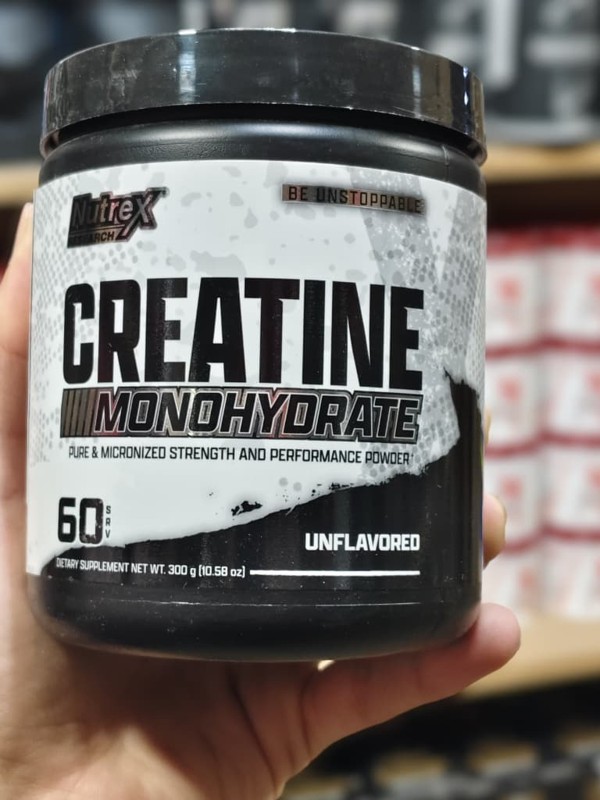 Nutrex
RESEARCH
BE UNSTOPPABLE
CREATINE
MONOHYDRATE
PURE & MICRONIZED STRENGTH AND PERFORMANCE POWDER*
60 SRV
UNFLAVORED
DIETARY SUPPLEMENT NET WT. 300 g (10.58 oz)